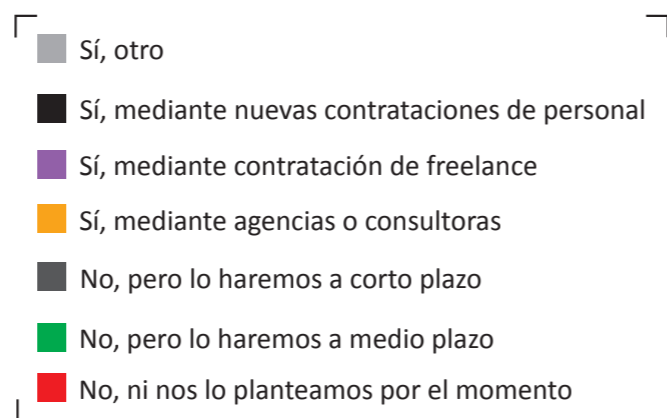 Sí, otro
Sí, mediante nuevas contrataciones de personal
Sí, mediante contratación de freelance
Sí, mediante agencias o consultoras
No, pero lo haremos a corto plazo
No, pero lo haremos a medio plazo
No, ni nos lo planteamos por el momento